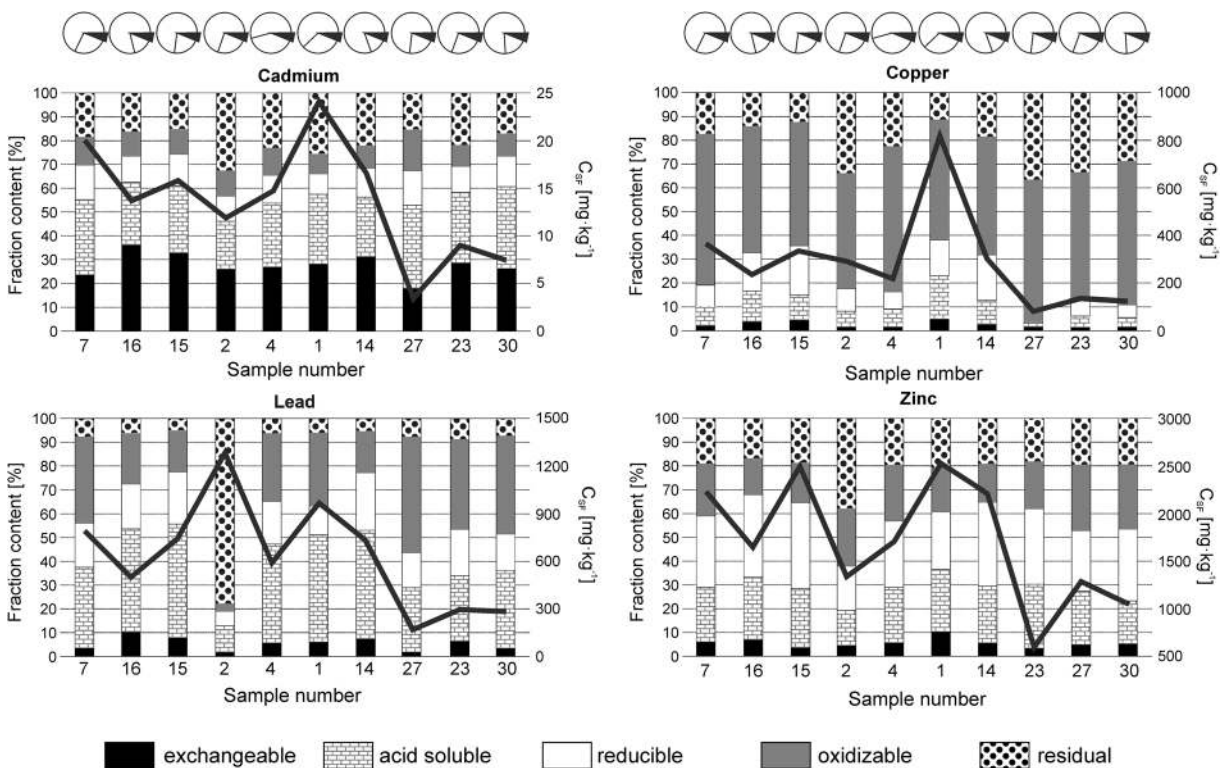 Cadmium
Copper
100 90 80 70 60 50 40 30 20 10 0
Fraction content [%]
25 20 15 10 5 0
C_SF [mg·kg⁻¹]
7 16 15 2 4 1 14 27 23 30
Sample number
100 90 80 70 60 50 40 30 20 10 0
Fraction content [%]
1000 800 600 400 200 0
C_SF [mg·kg⁻¹]
7 16 15 2 4 1 14 27 23 30
Sample number
Lead
Zinc
100 90 80 70 60 50 40 30 20 10 0
Fraction content [%]
1500 1200 900 600 300 0
C_SF [mg·kg⁻¹]
7 16 15 2 4 1 14 27 23 30
Sample number
100 90 80 70 60 50 40 30 20 10 0
Fraction content [%]
3000 2500 2000 1500 1000 500
C_SF [mg·kg⁻¹]
7 16 15 2 4 1 14 23 27 30
Sample number
exchangeable acid soluble reducible oxidizable residual